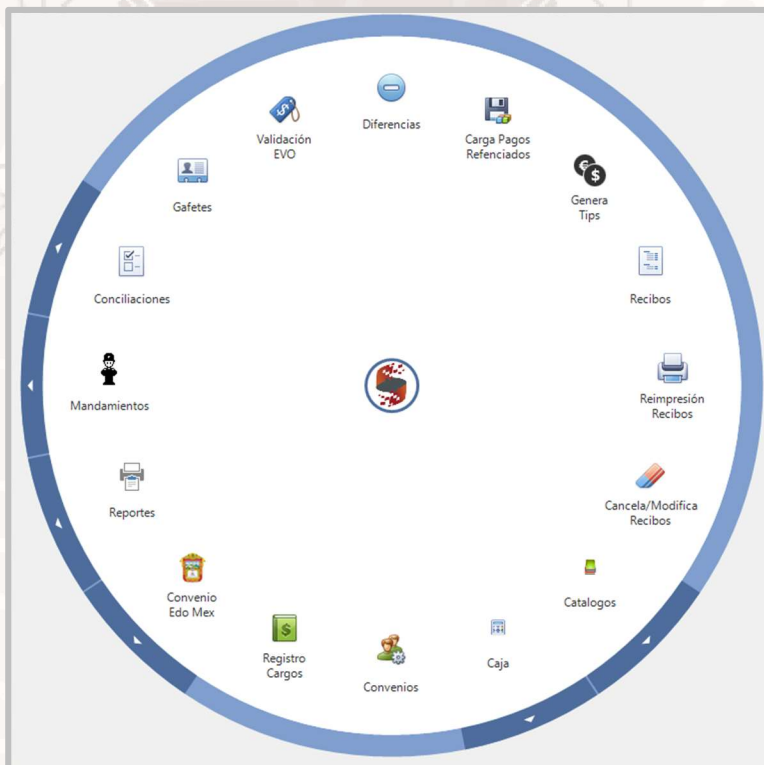 Diferencias
Carga Pagos
Refenciados
Genera
Tips
Recibos
Reimpresión
Recibos
Cancela/Modifica
Recibos
Catalogos
Caja
Convenios
Registro
Cargos
Convenio
Edo Mex
Reportes
Mandamientos
Conciliaciones
Gafetes
Validación
EVO